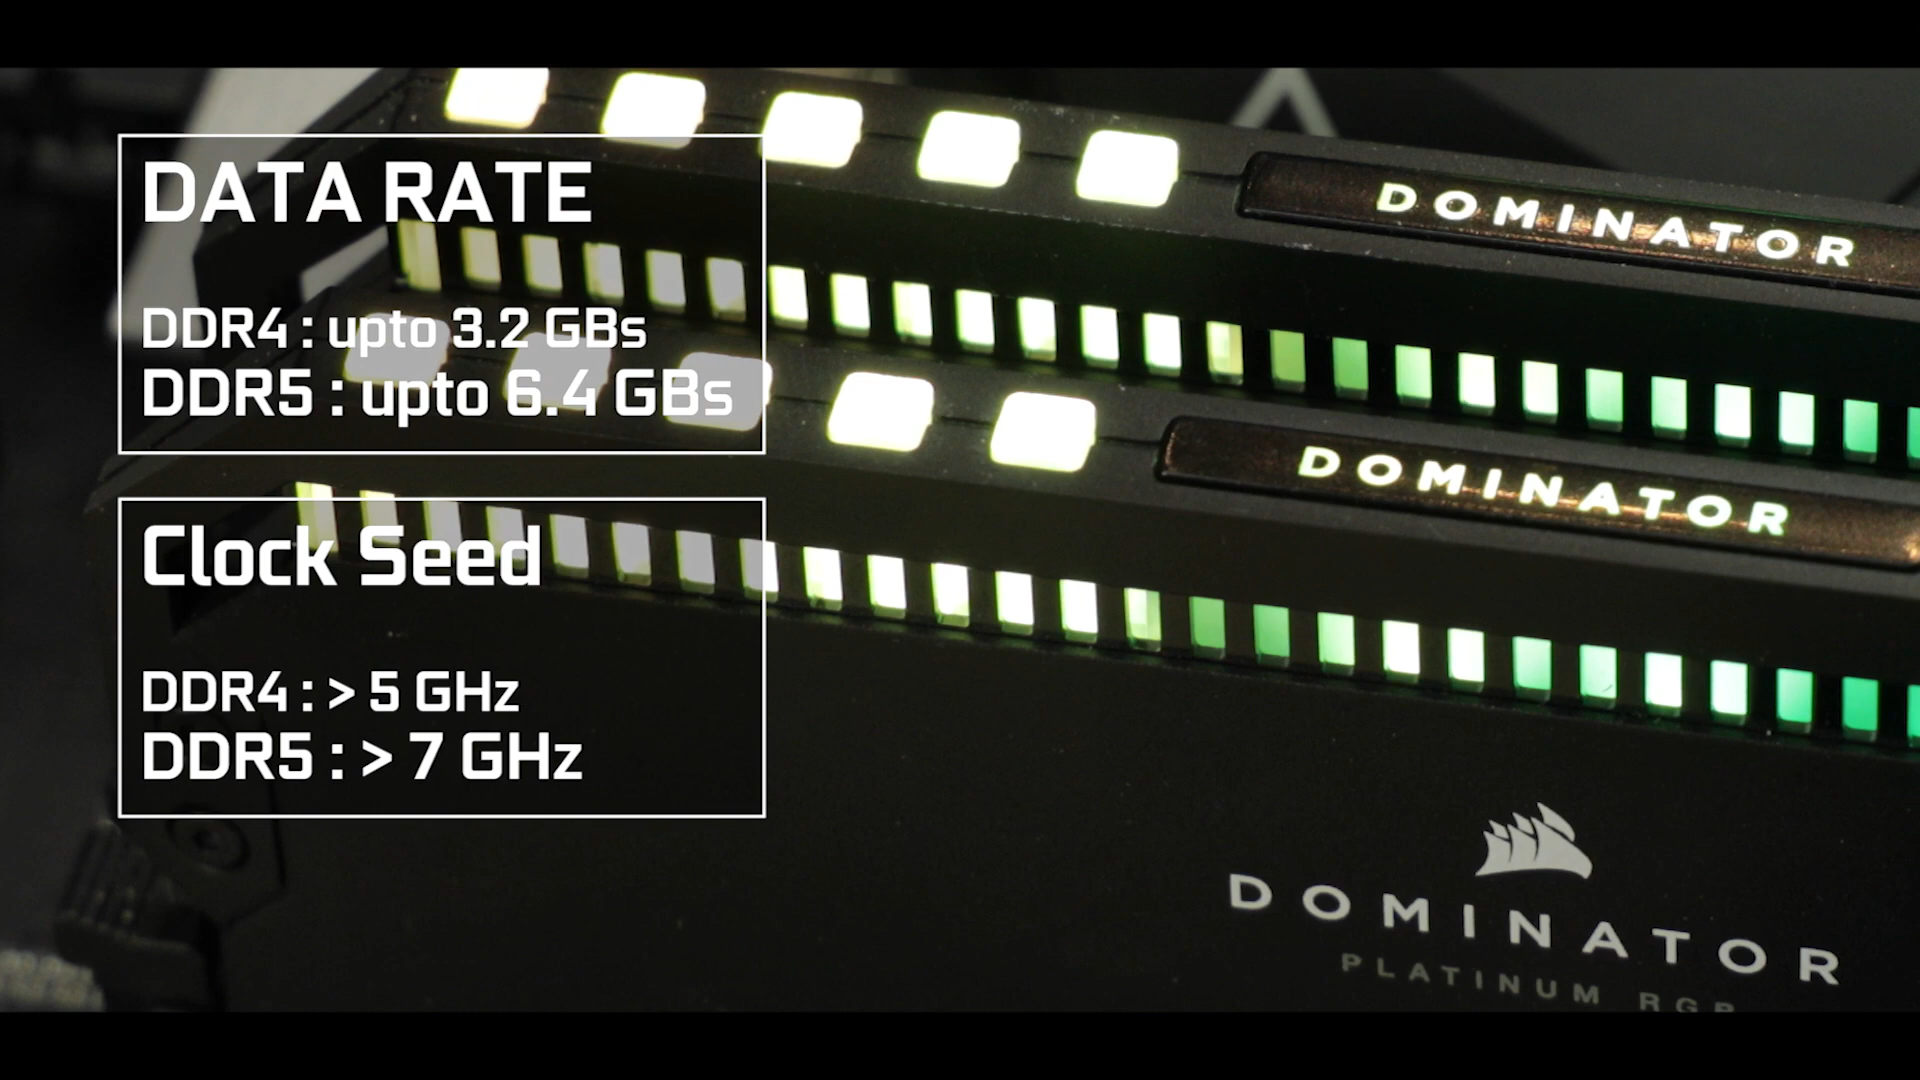 DATA RATE
DDR4 : upto 3.2 GBs
DDR5 : upto 6.4 GBs
Clock Seed
DDR4 : > 5 GHz
DDR5 : > 7 GHz
DOMINATOR
DOMINATOR
DOMINATOR
PLATINUM RGB